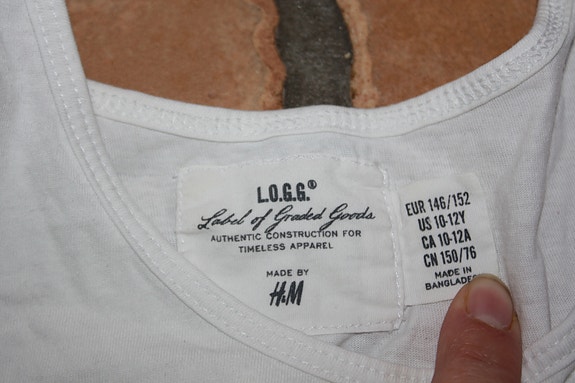 L.O.G.G.®
Label of Graded Goods
AUTHENTIC CONSTRUCTION FOR
TIMELESS APPAREL
MADE BY
H&M
EUR 146/152
US 10-12Y
CA 10-12A
CN 150/76
MADE IN
BANGLADES